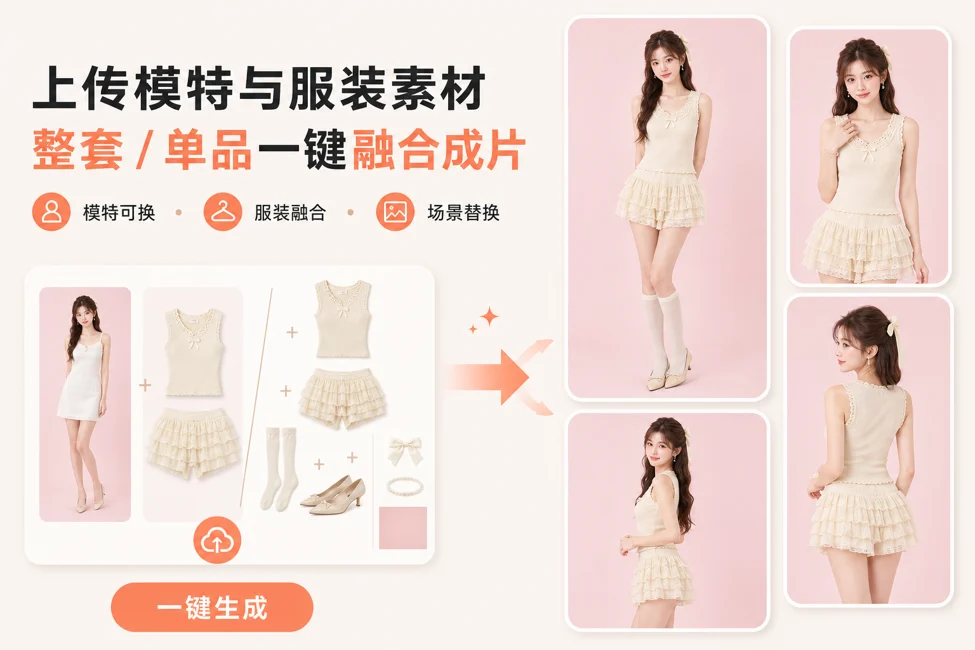 上传模特与服装素材
整套 / 单品一键融合成片
模特可换 • 服装融合 • 场景替换
一键生成